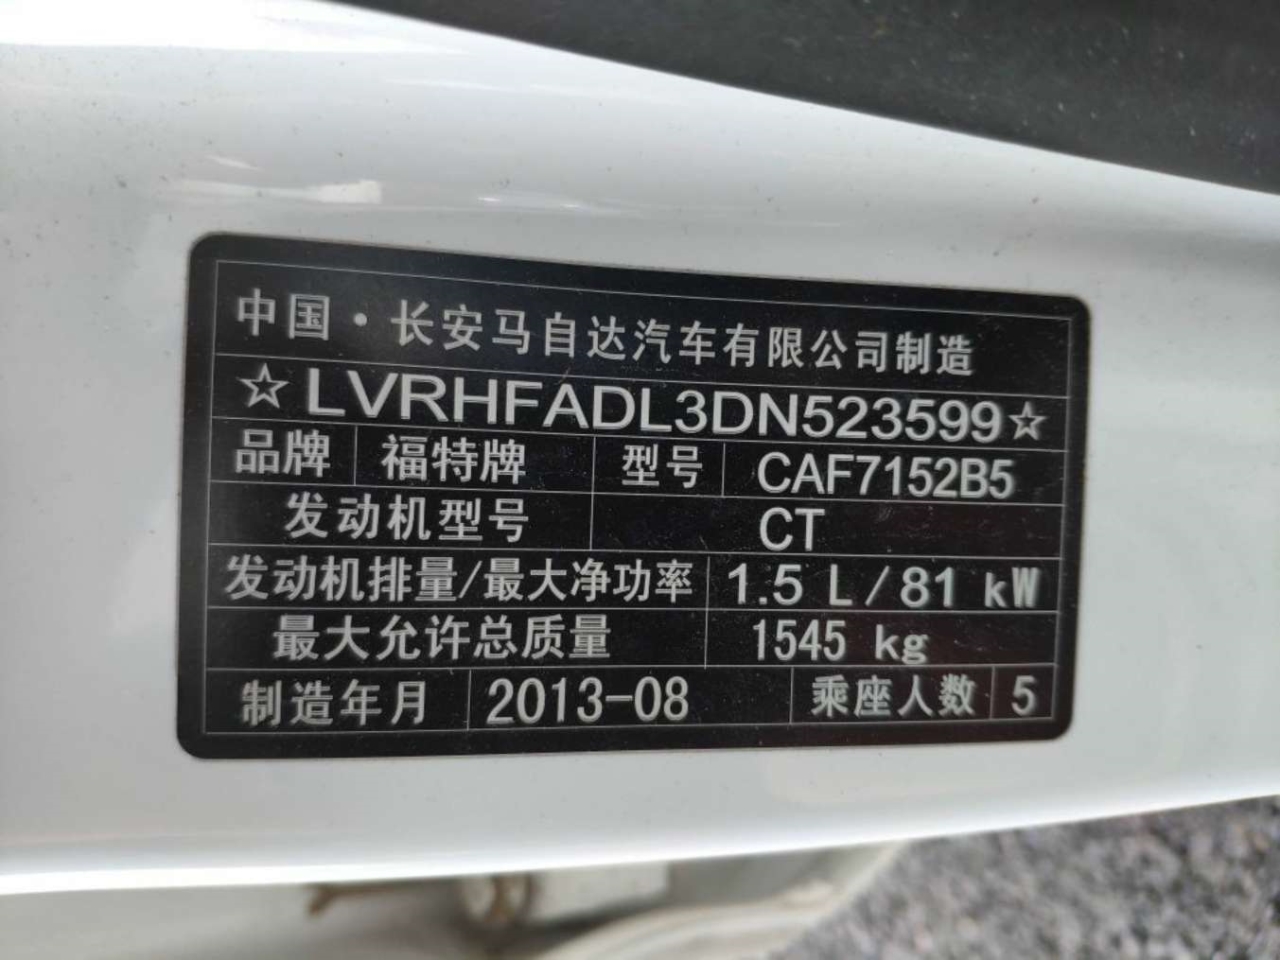 中国·长安马自达汽车有限公司制造
☆LVRHFADL3DN523599☆
品牌 福特牌 型号 CAF7152B5
发动机型号 CT
发动机排量/最大净功率 1.5 L/81 kW
最大允许总质量 1545 kg
制造年月 2013-08 乘座人数 5